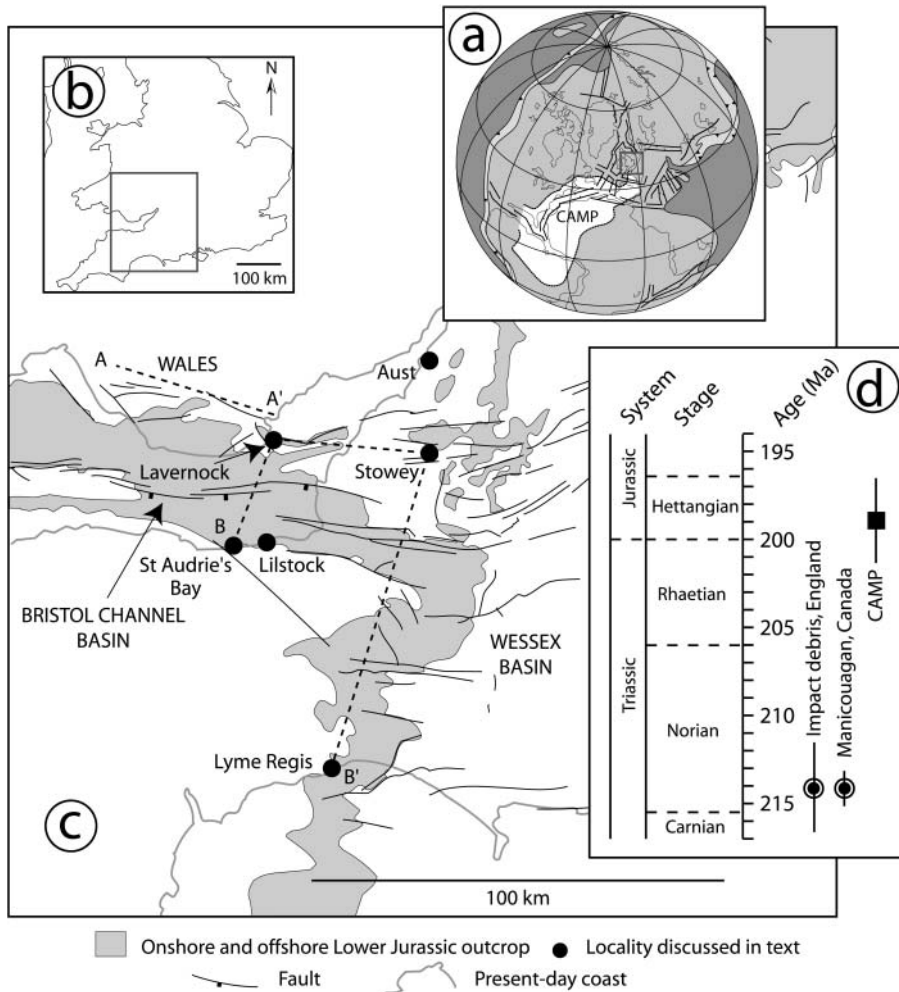 a
CAMP
b
N
100 km
A
WALES
A'
Aust
Lavernock
Stowey
B
St Audrie's
Bay
Lilstock
BRISTOL CHANNEL
BASIN
WESSEX
BASIN
Lyme Regis
B'
c
100 km
d
System
Stage
Age (Ma)
Jurassic
Triassic
Hettangian
Rhaetian
Norian
Carnian
195
200
205
210
215
Impact debris, England
Manicouagan, Canada
CAMP
Onshore and offshore Lower Jurassic outcrop
Locality discussed in text
Fault
Present-day coast